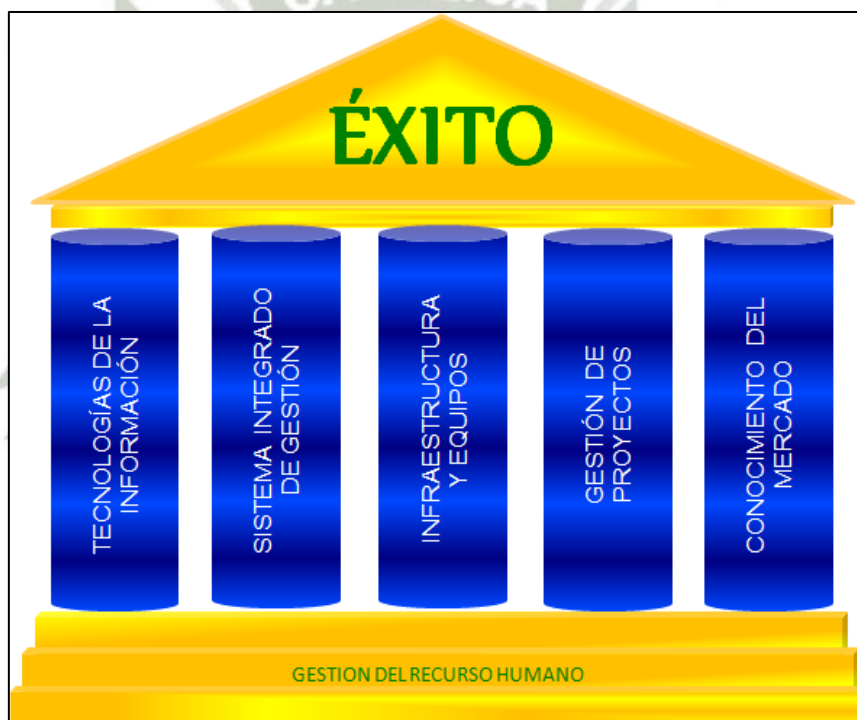 ÉXITO
TECNOLOGÍAS DE LA
INFORMACIÓN
SISTEMA INTEGRADO
DE GESTIÓN
INFRAESTRUCTURA
Y EQUIPOS
GESTIÓN DE
PROYECTOS
CONOCIMIENTO DEL
MERCADO
GESTION DEL RECURSO HUMANO